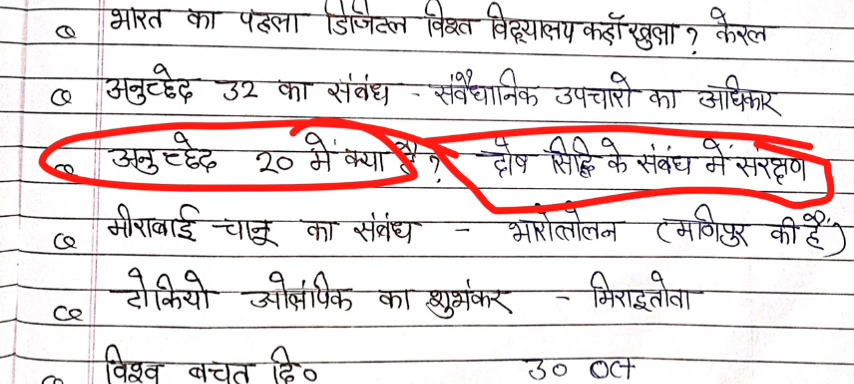 Q भारत का पहला डिजिटल विश्व विद्यालय कहाँ खुला? केरल
Q अनुच्छेद 32 का संबंध - संवैधानिक उपचारो का अधिकार
Q अनुच्छेद 20 में क्या है? दोष सिद्धि के संबंध में सरक्षण
Q मीराबाई चानू का संबंध - भारोत्तोलन (मणिपुर की हैं)
Q टोकियो ओलंपिक का शुभंकर - मिराइतोवा
Q विश्व बचत दि० 30 Oct